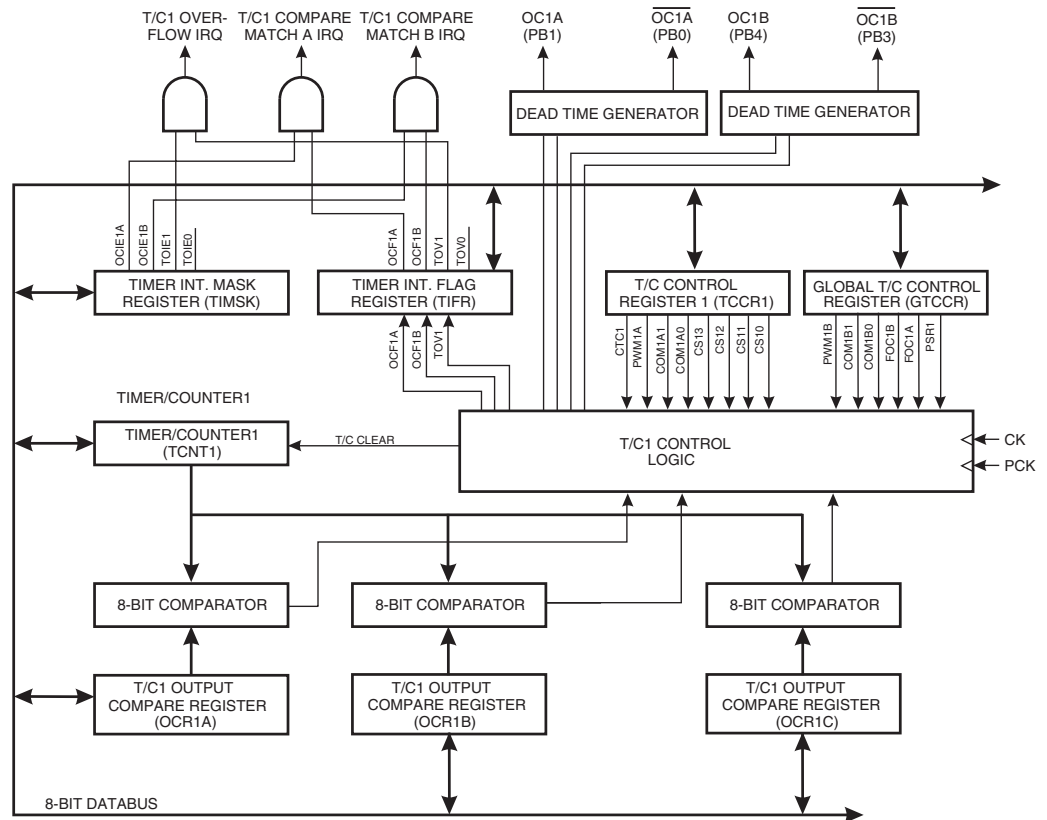 T/C1 OVER-
FLOW IRQ
T/C1 COMPARE
MATCH A IRQ
T/C1 COMPARE
MATCH B IRQ
OC1A
(PB1)
OC1A
(PB0)
OC1B
(PB4)
OC1B
(PB3)
DEAD TIME GENERATOR
DEAD TIME GENERATOR
OCIE1A
OCIE1B
TOIE1
TOIE0
OCF1A
OCF1B
TOV1
TOV0
TIMER INT. MASK
REGISTER (TIMSK)
TIMER INT. FLAG
REGISTER (TIFR)
T/C CONTROL
REGISTER 1 (TCCR1)
GLOBAL T/C CONTROL
REGISTER (GTCCR)
OCF1A
OCF1B
TOV1
CTC1
PWM1A
COM1A1
COM1A0
CS13
CS12
CS11
CS10
PWM1B
COM1B1
COM1B0
FOC1B
FOC1A
PSR1
TIMER/COUNTER1
TIMER/COUNTER1
(TCNT1)
T/C CLEAR
T/C1 CONTROL
LOGIC
CK
PCK
8-BIT COMPARATOR
8-BIT COMPARATOR
8-BIT COMPARATOR
T/C1 OUTPUT
COMPARE REGISTER
(OCR1A)
T/C1 OUTPUT
COMPARE REGISTER
(OCR1B)
T/C1 OUTPUT
COMPARE REGISTER
(OCR1C)
8-BIT DATABUS